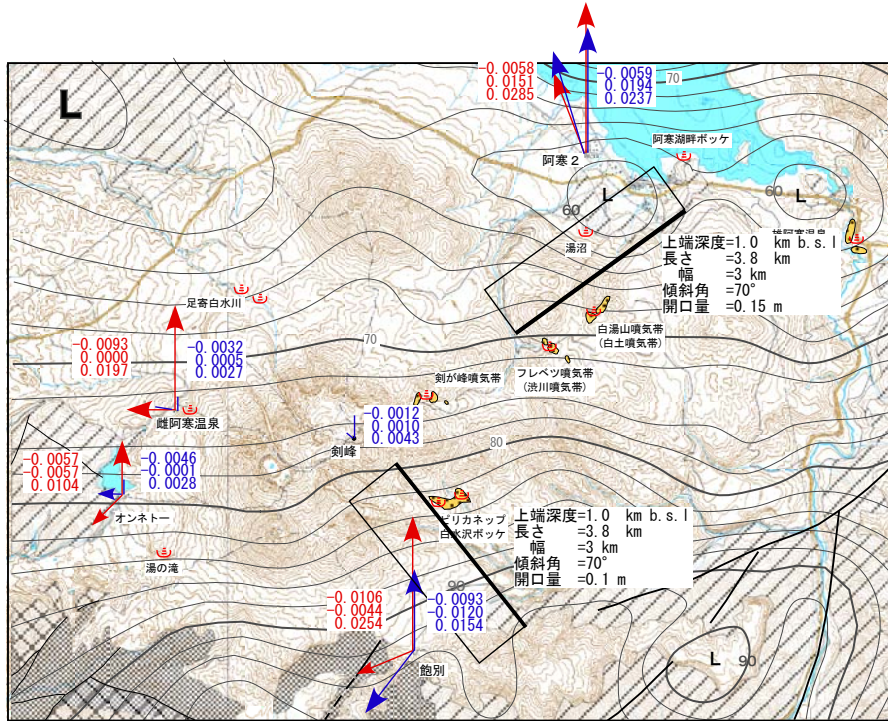 L
-0.0058
0.0151
0.0285
-0.0059
0.0194
0.0237
70
阿寒２
阿寒湖畔ボッケ
60
L
60
L
湯沼
上端深度=1.0 km b.s.l
長さ =3.8 km
幅 =3 km
傾斜角 =70°
開口量 =0.15 m
足寄白水川
白湯山噴気帯
(白土噴気帯)
-0.0093
0.0000
0.0197
-0.0032
0.0005
0.0027
70
フレベツ噴気帯
(渋川噴気帯)
剣が峰噴気帯
雌阿寒温泉
-0.0012
0.0010
0.0043
剣峰
80
-0.0057
-0.0057
0.0104
-0.0046
-0.0001
0.0028
オンネトー
ピリカネップ
白水沢ボッケ
上端深度=1.0 km b.s.l
長さ =3.8 km
幅 =3 km
傾斜角 =70°
開口量 =0.1 m
湯の滝
90
-0.0106
-0.0044
0.0254
-0.0093
-0.0120
0.0154
飽別
L
90